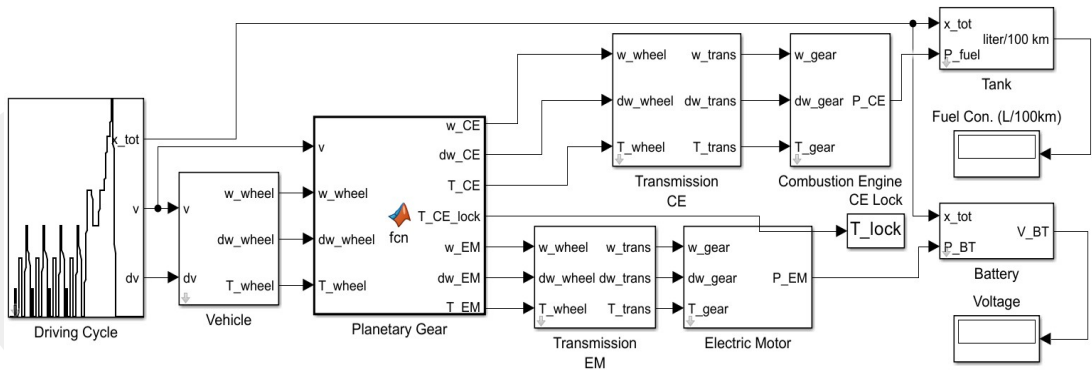 x_tot
v
dv
Driving Cycle
v
dv
w_wheel
dw_wheel
T_wheel
Vehicle
v
w_wheel
dw_wheel
T_wheel
fcn
w_CE
dw_CE
T_CE
T_CE_lock
w_EM
dw_EM
T_EM
Planetary Gear
w_wheel
dw_wheel
T_wheel
w_trans
dw_trans
T_trans
Transmission
CE
w_gear
dw_gear
T_gear
P_CE
Combustion Engine
CE Lock
T_lock
w_wheel
dw_wheel
T_wheel
w_trans
dw_trans
T_trans
Transmission
EM
w_gear
dw_gear
T_gear
P_EM
Electric Motor
x_tot
liter/100 km
P_fuel
Tank
Fuel Con. (L/100km)
x_tot
V_BT
P_BT
Battery
Voltage